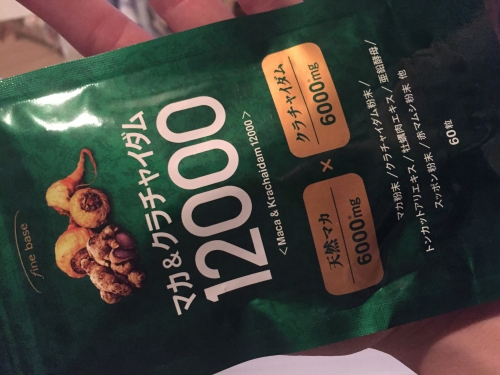 fine base
マカ&クラチャイダム
12000
< Maca & Krachaidam 12000 >
天然マカ
6000mg
×
クラチャイダム
6000mg
マカ粉末 / クラチャイダム粉末 /
トンカットアリエキス / 牡蠣肉エキス / 亜鉛酵母 /
スッポン粉末 / 赤マムシ粉末 他
60粒